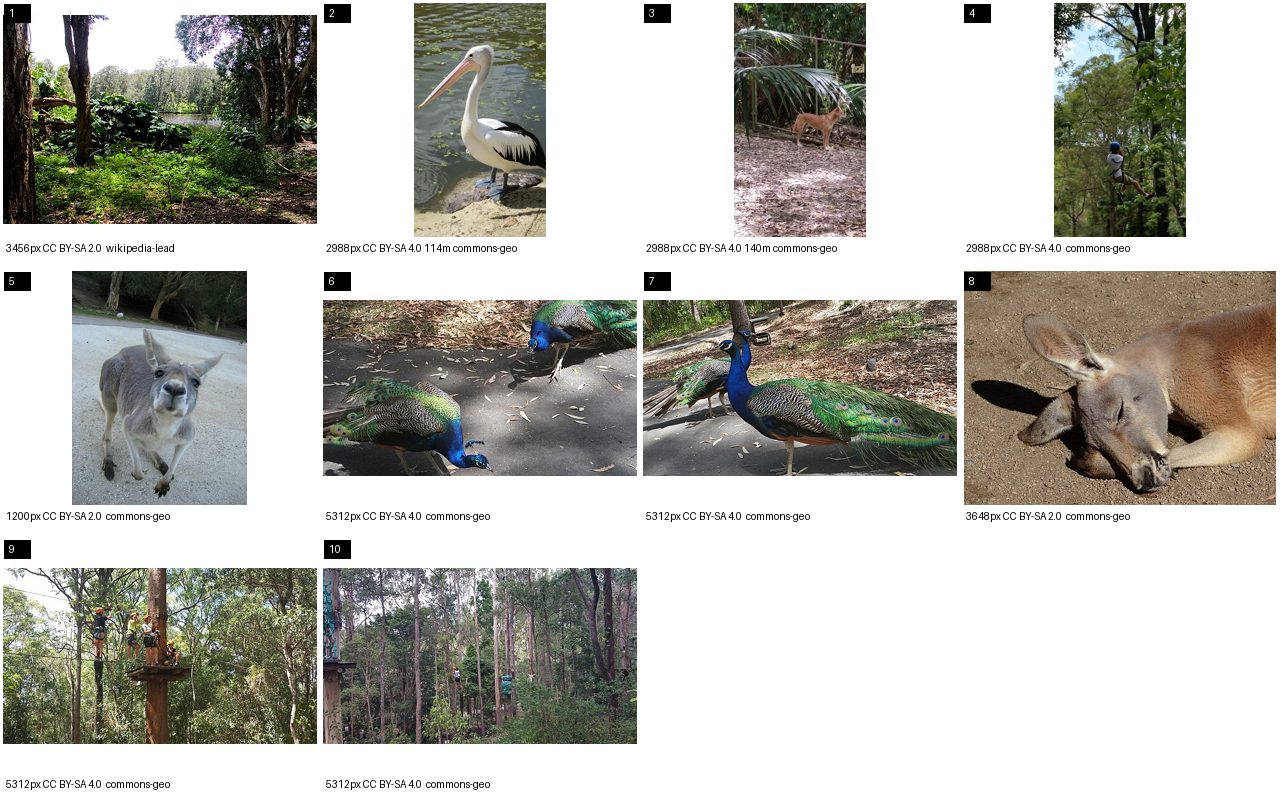 1
2
3
4
3456px CC BY-SA 2.0 wikipedia-lead
2988px CC BY-SA 4.0 114m commons-geo
2988px CC BY-SA 4.0 140m commons-geo
2988px CC BY-SA 4.0 commons-geo
5
6
7
8
1200px CC BY-SA 2.0 commons-geo
5312px CC BY-SA 4.0 commons-geo
5312px CC BY-SA 4.0 commons-geo
3648px CC BY-SA 2.0 commons-geo
9
10
5312px CC BY-SA 4.0 commons-geo
5312px CC BY-SA 4.0 commons-geo